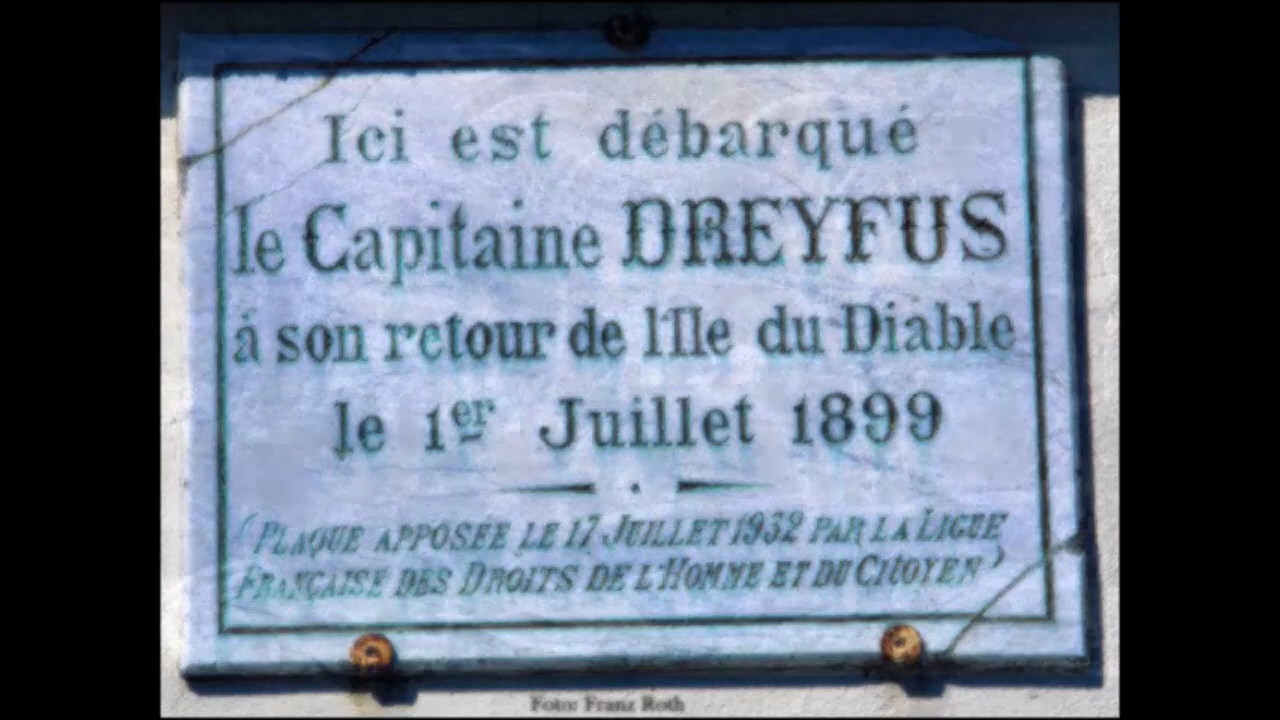 Ici est débarqué
le Capitaine DREYFUS
á son retour de l'Ile du Diable
le 1er Juillet 1899
(PLAQUE APPOSÉE LE 17 JUILLET 1932 PAR LA LIGUE
FRANÇAISE DES DROITS DE L'HOMME ET DU CITOYEN)
Foto: Franz Roth